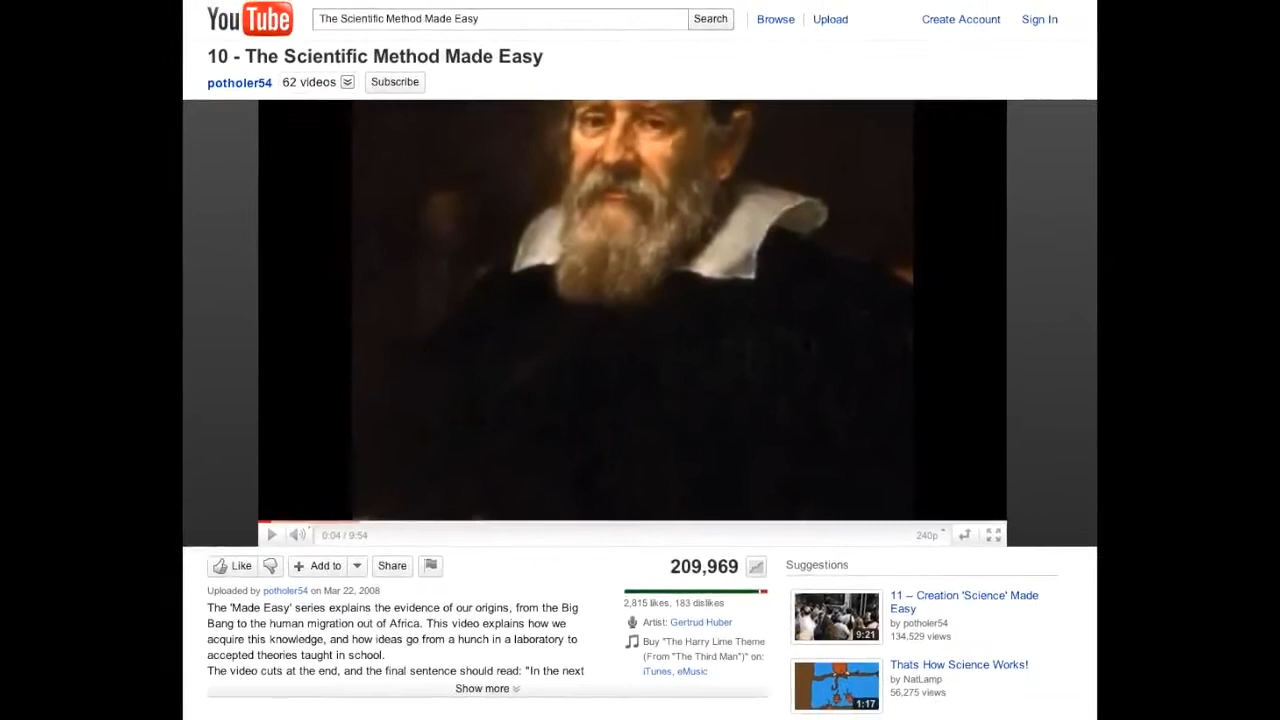 YouTube The Scientific Method Made Easy Search Browse Upload Create Account Sign In
10 - The Scientific Method Made Easy
potholer54 62 videos Subscribe
0:04 / 9:54 240p
Like Add to Share 209,969
Uploaded by potholer54 on Mar 22, 2008
The 'Made Easy' series explains the evidence of our origins, from the Big
Bang to the human migration out of Africa. This video explains how we
acquire this knowledge, and how ideas go from a hunch in a laboratory to
accepted theories taught in school.
The video cuts at the end, and the final sentence should read: "In the next
Show more
2,815 likes, 183 dislikes
Artist: Gertrud Huber
Buy "The Harry Lime Theme
(From "The Third Man")" on:
iTunes, eMusic
Suggestions
11 – Creation 'Science' Made
Easy
by potholer54
134,529 views
9:21
Thats How Science Works!
by NatLamp
56,275 views
1:17